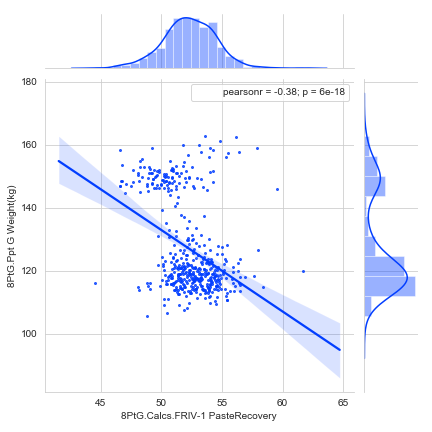 pearsonr = -0.38; p = 6e-18
180
160
140
120
100
8PtG.Ppt G Weight(kg)
45 50 55 60 65
8PtG.Calcs.FRIV-1 PasteRecovery